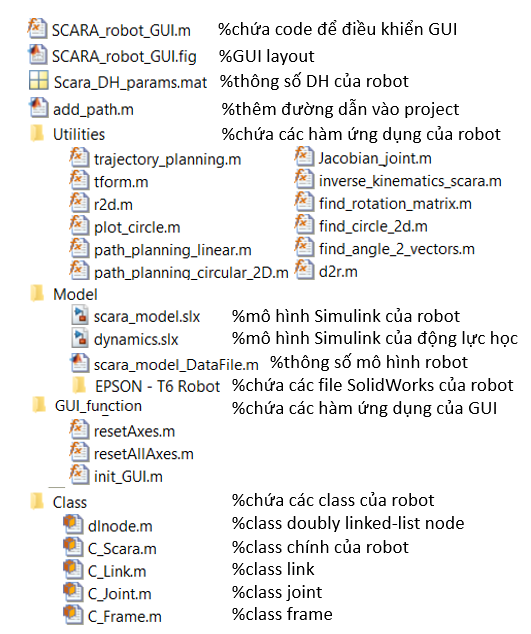 SCARA_robot_GUI.m %chứa code để điều khiển GUI
SCARA_robot_GUI.fig %GUI layout
Scara_DH_params.mat %thông số DH của robot
add_path.m %thêm đường dẫn vào project
Utilities %chứa các hàm ứng dụng của robot
trajectory_planning.m Jacobian_joint.m
tform.m inverse_kinematics_scara.m
r2d.m find_rotation_matrix.m
plot_circle.m find_circle_2d.m
path_planning_linear.m find_angle_2_vectors.m
path_planning_circular_2D.m d2r.m
Model
scara_model.slx %mô hình Simulink của robot
dynamics.slx %mô hình Simulink của động lực học
scara_model_DataFile.m %thông số mô hình robot
EPSON - T6 Robot %chứa các file SolidWorks của robot
GUI_function %chứa các hàm ứng dụng của GUI
resetAxes.m
resetAllAxes.m
init_GUI.m
Class %chứa các class của robot
dlnode.m %class doubly linked-list node
C_Scara.m %class chính của robot
C_Link.m %class link
C_Joint.m %class joint
C_Frame.m %class frame